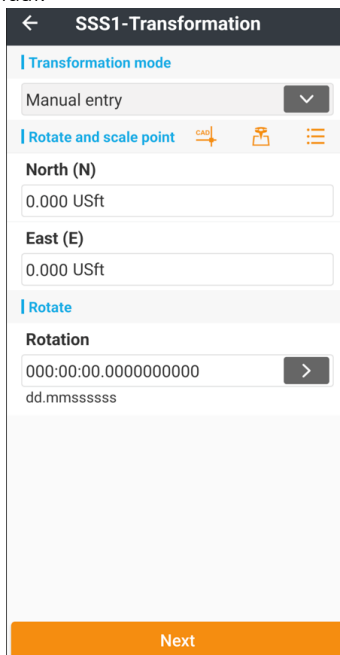 SSS1-Transformation
Transformation mode
Manual entry
Rotate and scale point
CAD
North (N)
0.000 USft
East (E)
0.000 USft
Rotate
Rotation
000:00:00.0000000000
dd.mmssssss
Next